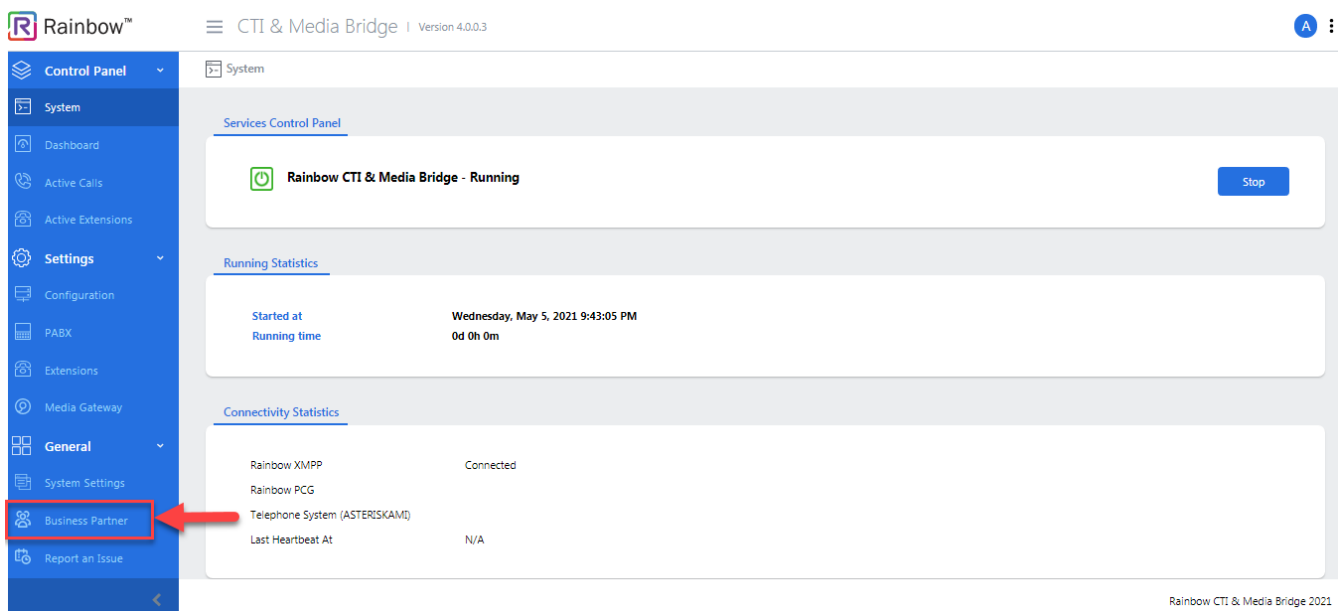 Rainbow™
CTI & Media Bridge | Version 4.0.0.3
A
Control Panel
System
Dashboard
Active Calls
Active Extensions
Settings
Configuration
PABX
Extensions
Media Gateway
General
System Settings
Business Partner
Report an Issue
System
Services Control Panel
Rainbow CTI & Media Bridge - Running
Stop
Running Statistics
Started at Wednesday, May 5, 2021 9:43:05 PM
Running time 0d 0h 0m
Connectivity Statistics
Rainbow XMPP Connected
Rainbow PCG
Telephone System (ASTERISKAMI)
Last Heartbeat At N/A
Rainbow CTI & Media Bridge 2021